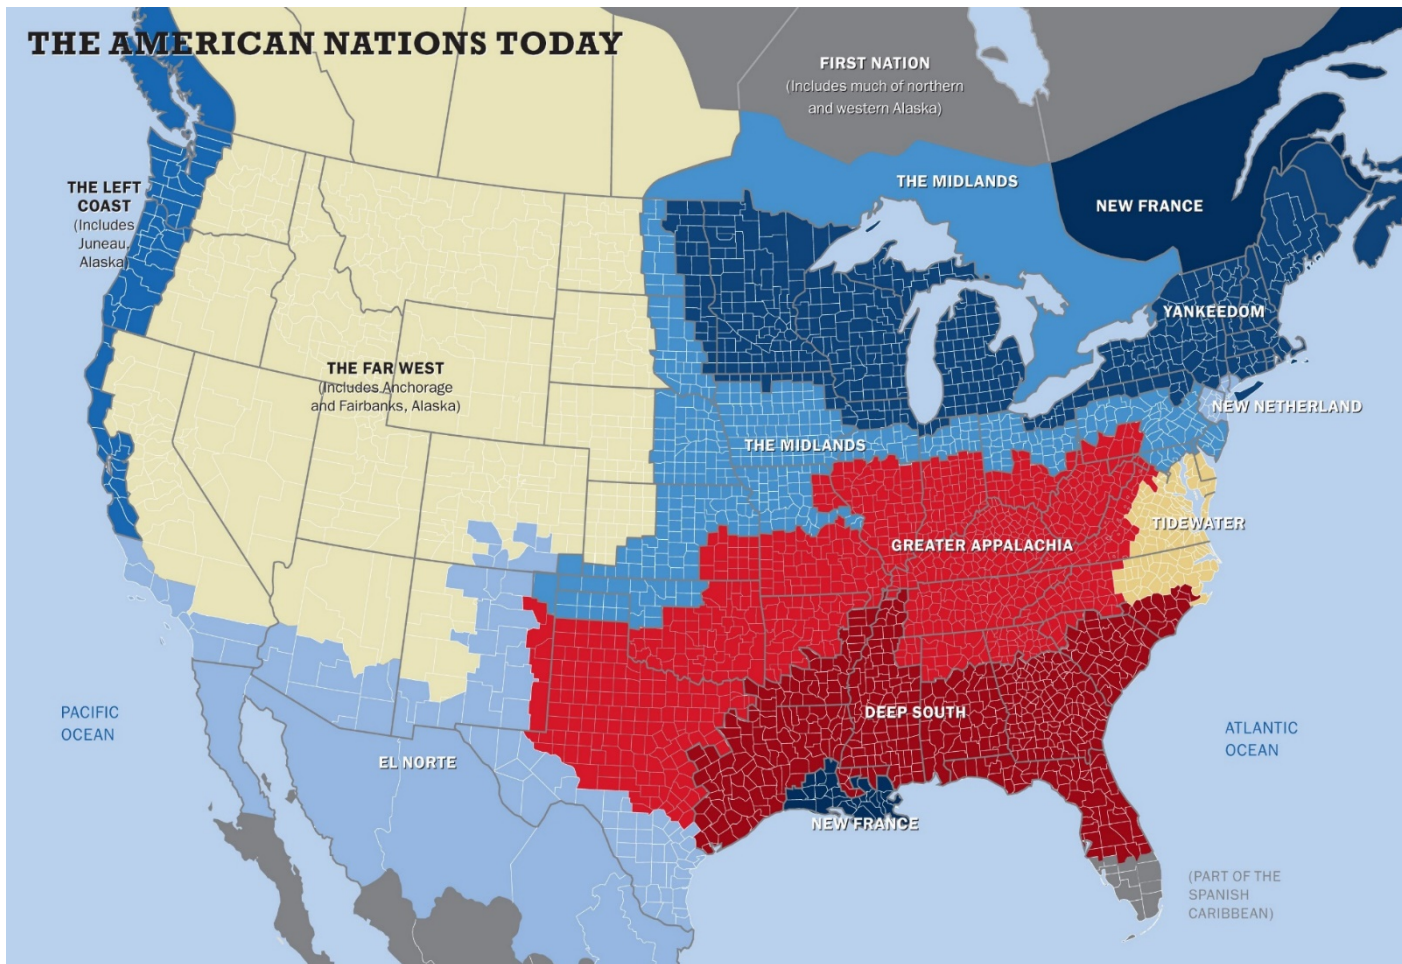 THE AMERICAN NATIONS TODAY
FIRST NATION
(Includes much of northern
and western Alaska)
THE LEFT
COAST
(Includes
Juneau,
Alaska)
THE MIDLANDS
NEW FRANCE
YANKEEDOM
THE FAR WEST
(Includes Anchorage
and Fairbanks, Alaska)
NEW NETHERLAND
THE MIDLANDS
TIDEWATER
GREATER APPALACHIA
PACIFIC
OCEAN
DEEP SOUTH
ATLANTIC
OCEAN
EL NORTE
NEW FRANCE
(PART OF THE
SPANISH
CARIBBEAN)